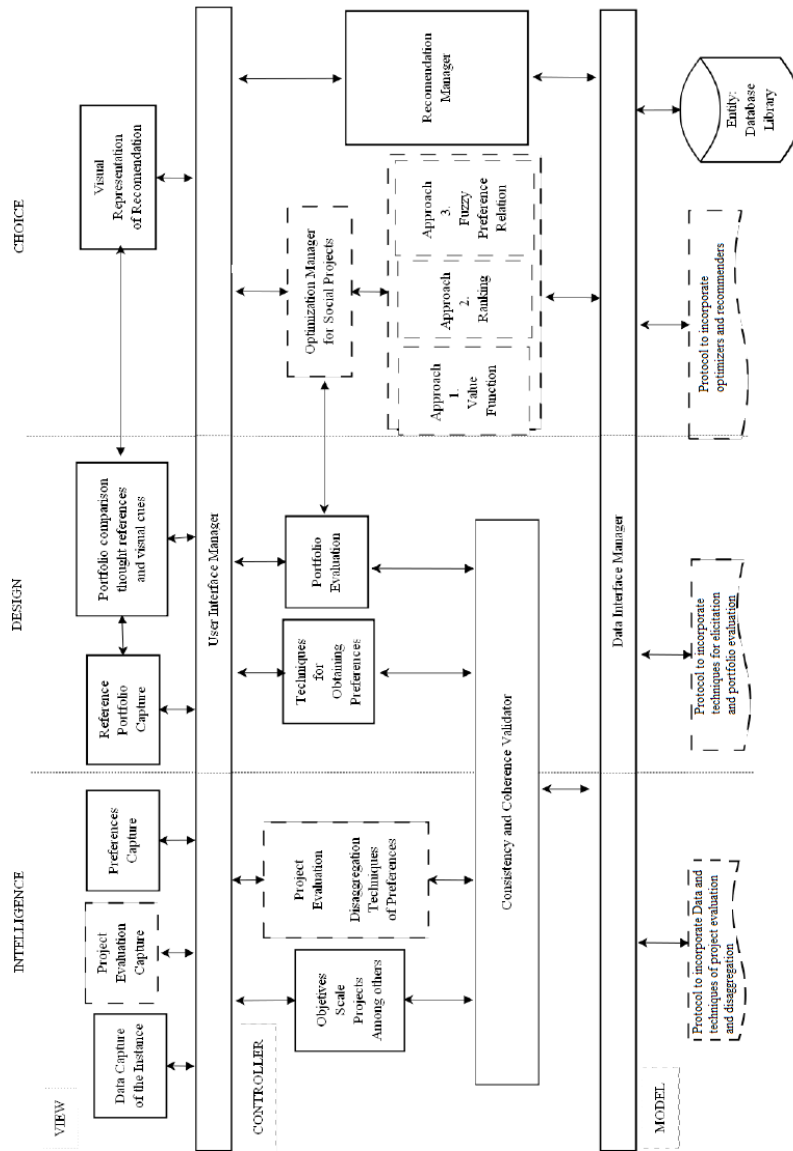 INTELLIGENCE
DESIGN
CHOICE
VIEW
Data Capture
of the Instance
Project
Evaluation
Capture
Preferences
Capture
Reference
Portfolio
Capture
Portfolio comparison
thought references
and visual cues
Visual
Representation
of Recomendation
User Interface Manager
CONTROLLER
Objetives
Scale
Projects
Among others
Project
Evaluation
Disaggregation
Techniques
of Preferences
Techniques
for
Obtaining
Preferences
Portfolio
Evaluation
Optimization Manager
for Social Projects
Approach
1.
Value
Function
Approach
2.
Ranking
Approach
3.
Fuzzy
Preference
Relation
Recomendation
Manager
Consistency and Coherence Validator
Data Interface Manager
MODEL
Protocol to incorporate Data and
techniques of project evaluation
and disaggregation
Protocol to incorporate
techniques for elicitation
and portfolio evaluation
Protocol to incorporate
optimizers and recommenders
Entity:
Database
Library